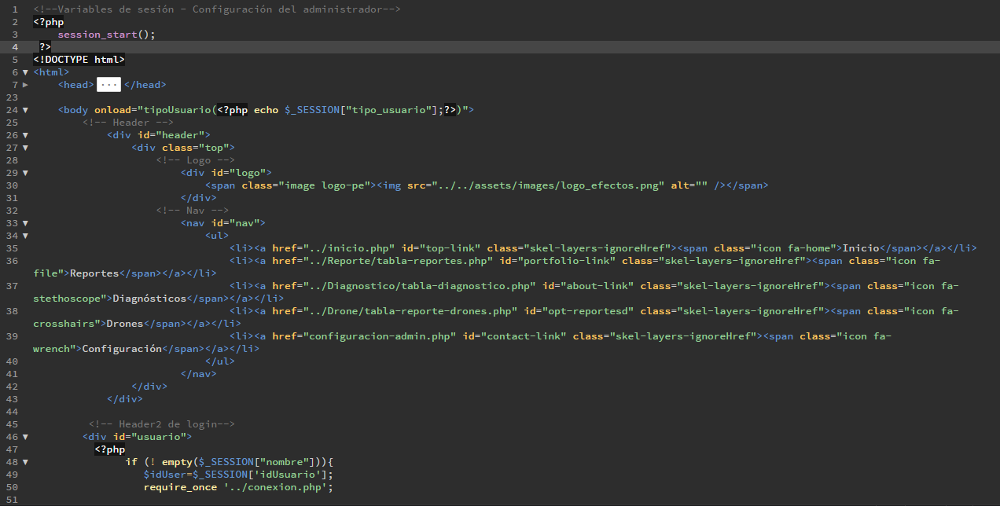 1 <!--Variables de sesión - Configuración del administrador-->
2 <?php
3 session_start();
4 ?>
5 <!DOCTYPE html>
6 <html>
7 <head> ... </head>
23
24 <body onload="tipoUsuario(<?php echo $_SESSION["tipo_usuario"];?>)">
25 <!-- Header -->
26 <div id="header">
27 <div class="top">
28 <!-- Logo -->
29 <div id="logo">
30 <span class="image logo-pe"><img src="../../assets/images/logo_efectos.png" alt="" /></span>
31 </div>
32 <!-- Nav -->
33 <nav id="nav">
34 <ul>
35 <li><a href="../inicio.php" id="top-link" class="skel-layers-ignoreHref"><span class="icon fa-home">Inicio</span></a></li>
36 <li><a href="../Reporte/tabla-reportes.php" id="portfolio-link" class="skel-layers-ignoreHref"><span class="icon fa-
file">Reportes</span></a></li>
37 <li><a href="../Diagnostico/tabla-diagnostico.php" id="about-link" class="skel-layers-ignoreHref"><span class="icon fa-
stethoscope">Diagnósticos</span></a></li>
38 <li><a href="../Drone/tabla-reporte-drones.php" id="opt-reportesd" class="skel-layers-ignoreHref"><span class="icon fa-
crosshairs">Drones</span></a></li>
39 <li><a href="configuracion-admin.php" id="contact-link" class="skel-layers-ignoreHref"><span class="icon fa-
wrench">Configuración</span></a></li>
40 </ul>
41 </nav>
42 </div>
43 </div>
44
45 <!-- Header2 de login-->
46 <div id="usuario">
47 <?php
48 if (! empty($_SESSION["nombre"])){
49 $idUser=$_SESSION['idUsuario'];
50 require_once '../conexion.php';
51